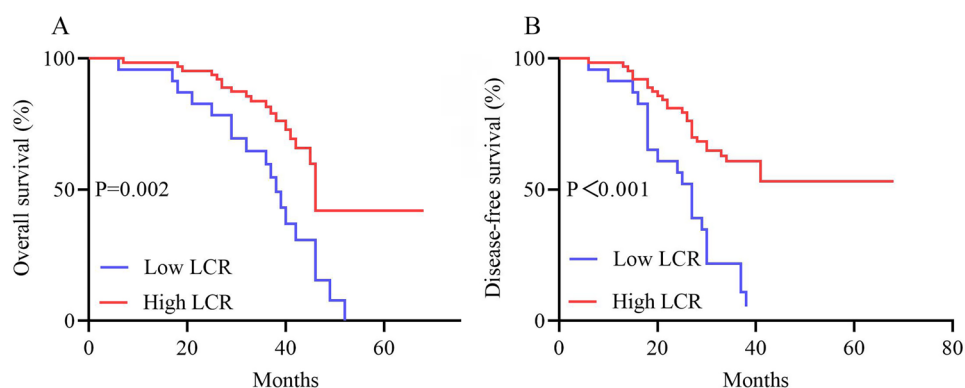 A
Overall survival (%)
100
50
0
P=0.002
Low LCR
High LCR
0 20 40 60
Months
B
Disease-free survival (%)
100
50
0
P＜0.001
Low LCR
High LCR
0 20 40 60 80
Months